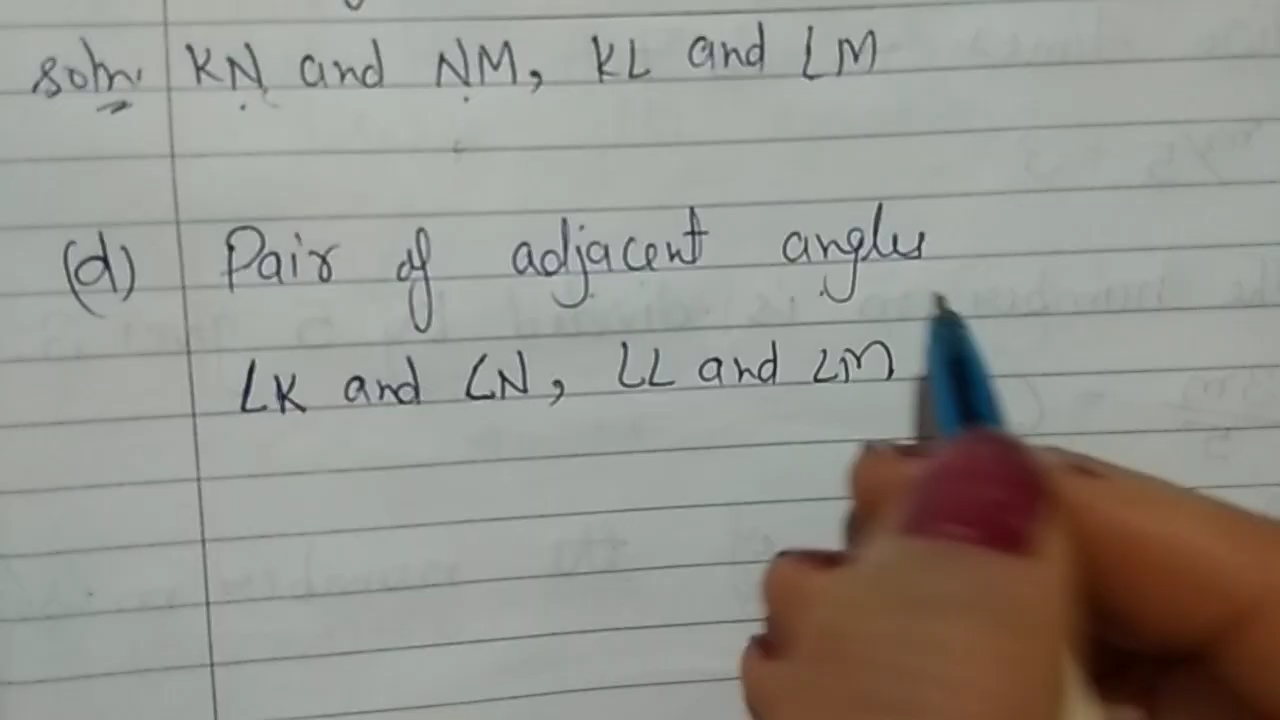 soln. KN and NM, KL and LM
(d) Pair of adjacent angles
∠K and ∠N, ∠L and ∠M